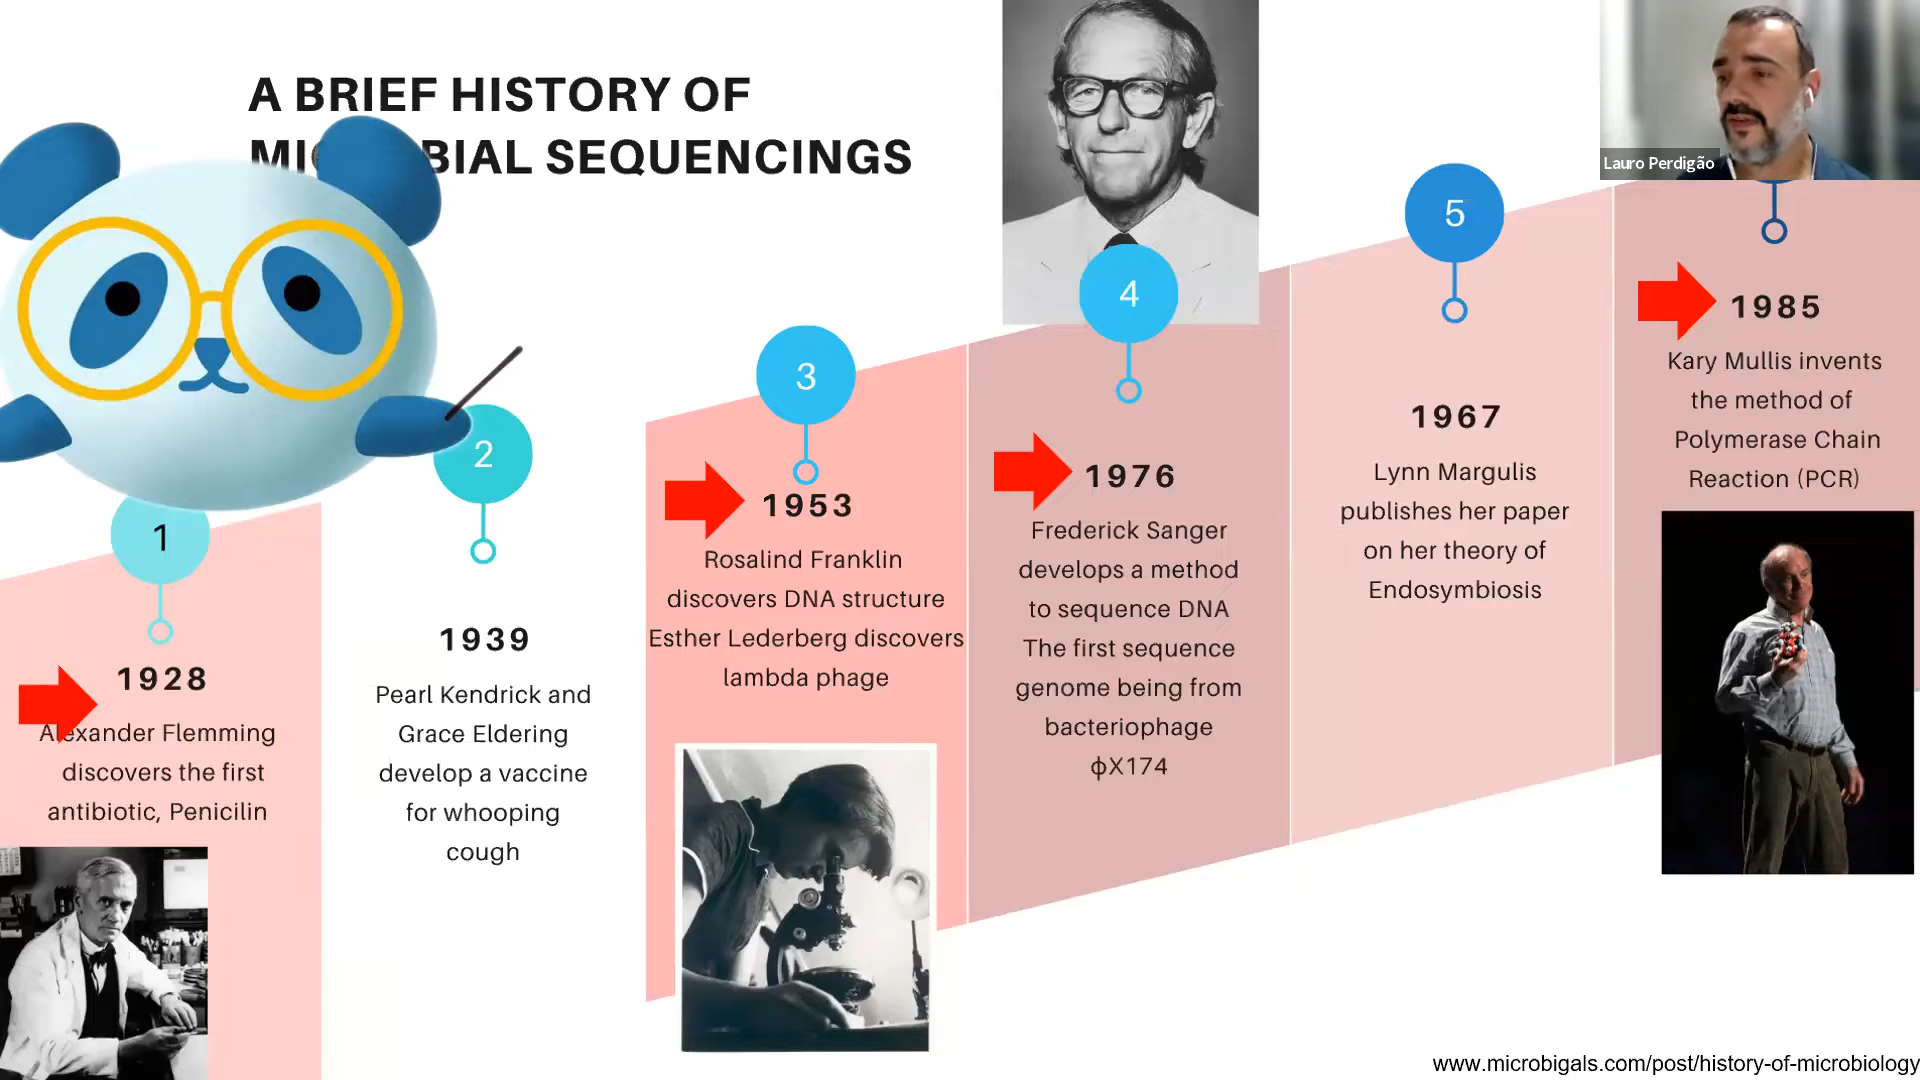 A BRIEF HISTORY OF
BIAL SEQUENCINGS
Lauro Perdigão
1
1928
Alexander Flemming
discovers the first
antibiotic, Penicilin
2
1939
Pearl Kendrick and
Grace Eldering
develop a vaccine
for whooping
cough
3
1953
Rosalind Franklin
discovers DNA structure
Esther Lederberg discovers
lambda phage
4
1976
Frederick Sanger
develops a method
to sequence DNA
The first sequence
genome being from
bacteriophage
ϕX174
5
1967
Lynn Margulis
publishes her paper
on her theory of
Endosymbiosis
1985
Kary Mullis invents
the method of
Polymerase Chain
Reaction (PCR)
www.microbigals.com/post/history-of-microbiology